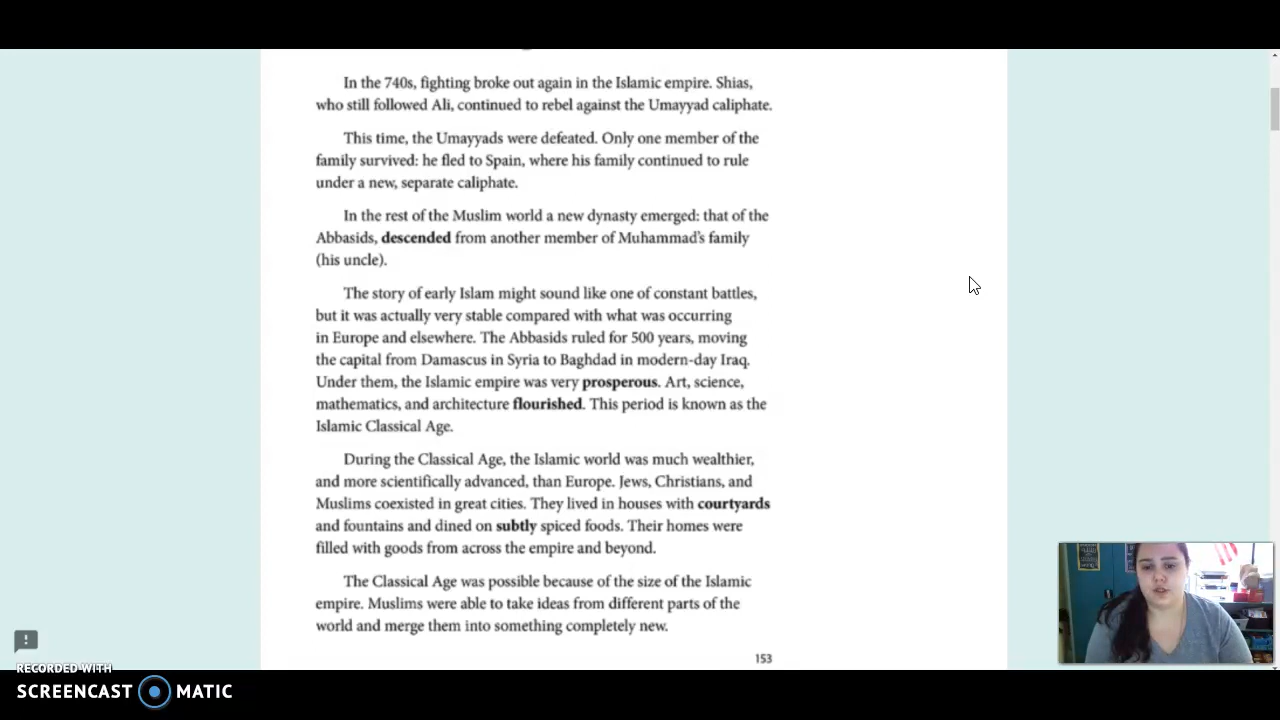 In the 740s, fighting broke out again in the Islamic empire. Shias,
who still followed Ali, continued to rebel against the Umayyad caliphate.
This time, the Umayyads were defeated. Only one member of the
family survived: he fled to Spain, where his family continued to rule
under a new, separate caliphate.
In the rest of the Muslim world a new dynasty emerged: that of the
Abbasids, descended from another member of Muhammad's family
(his uncle).
The story of early Islam might sound like one of constant battles,
but it was actually very stable compared with what was occurring
in Europe and elsewhere. The Abbasids ruled for 500 years, moving
the capital from Damascus in Syria to Baghdad in modern-day Iraq.
Under them, the Islamic empire was very prosperous. Art, science,
mathematics, and architecture flourished. This period is known as the
Islamic Classical Age.
During the Classical Age, the Islamic world was much wealthier,
and more scientifically advanced, than Europe. Jews, Christians, and
Muslims coexisted in great cities. They lived in houses with courtyards
and fountains and dined on subtly spiced foods. Their homes were
filled with goods from across the empire and beyond.
The Classical Age was possible because of the size of the Islamic
empire. Muslims were able to take ideas from different parts of the
world and merge them into something completely new.
153
RECORDED WITH
SCREENCAST MATIC